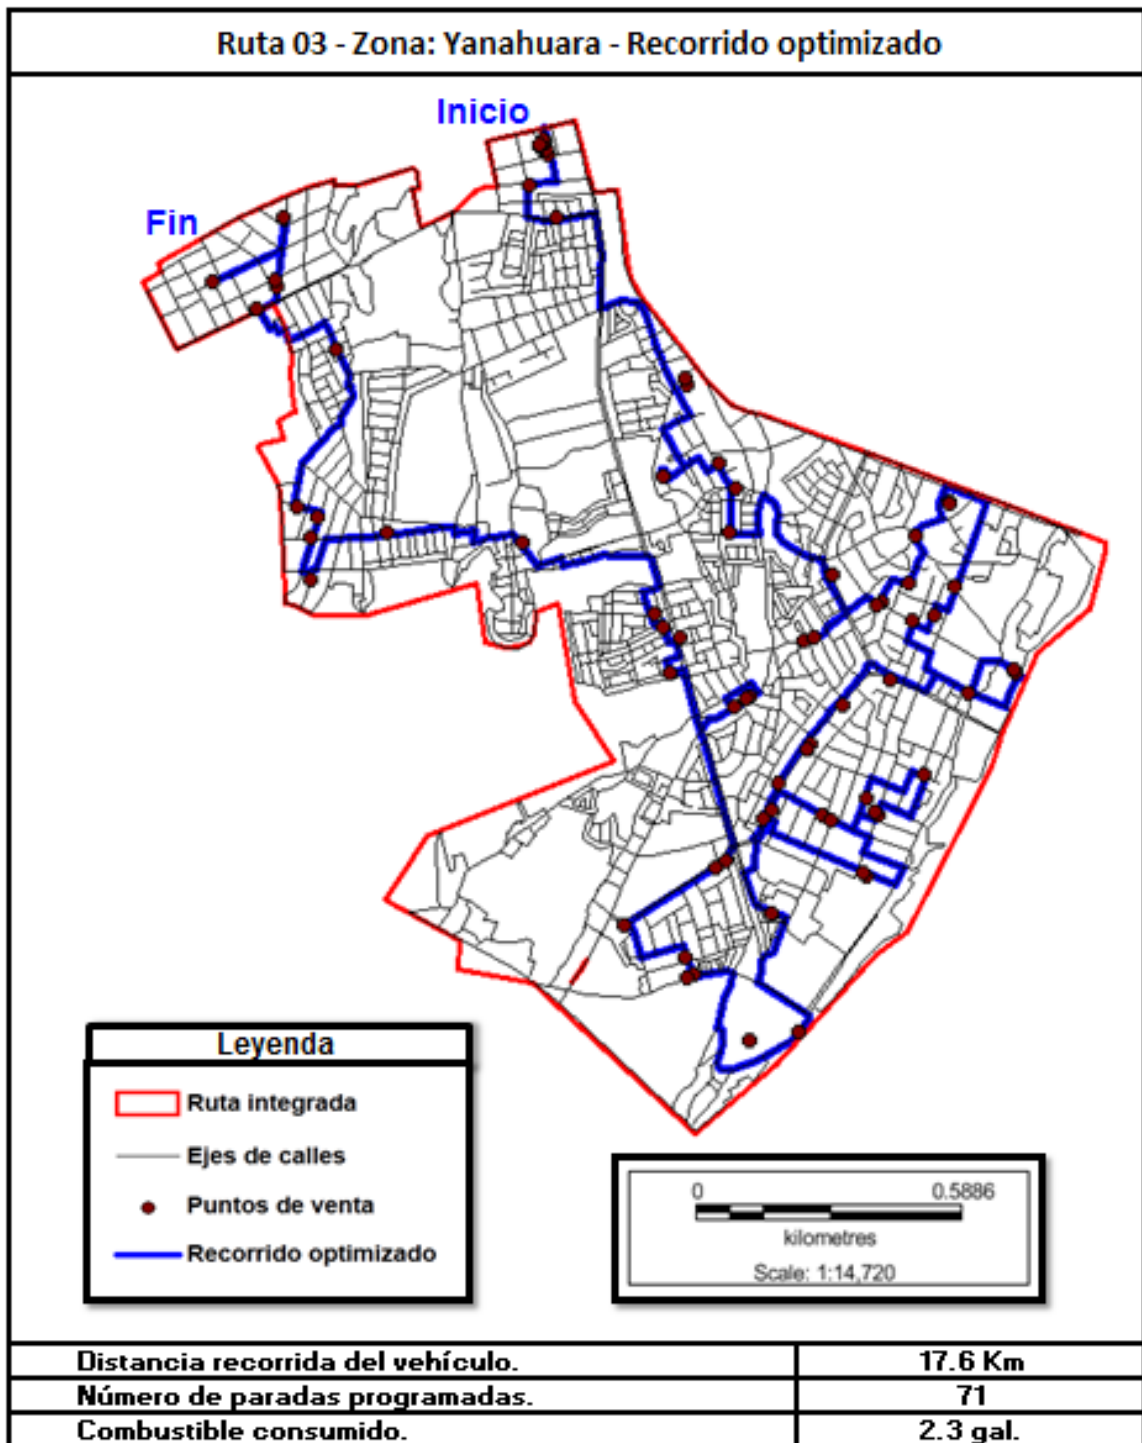 Ruta 03 - Zona: Yanahuara - Recorrido optimizado
Inicio
Fin
Leyenda
Ruta integrada
Ejes de calles
Puntos de venta
Recorrido optimizado
0 0.5886
kilometres
Scale: 1:14,720
Distancia recorrida del vehículo. 17.6 Km
Número de paradas programadas. 71
Combustible consumido. 2.3 gal.